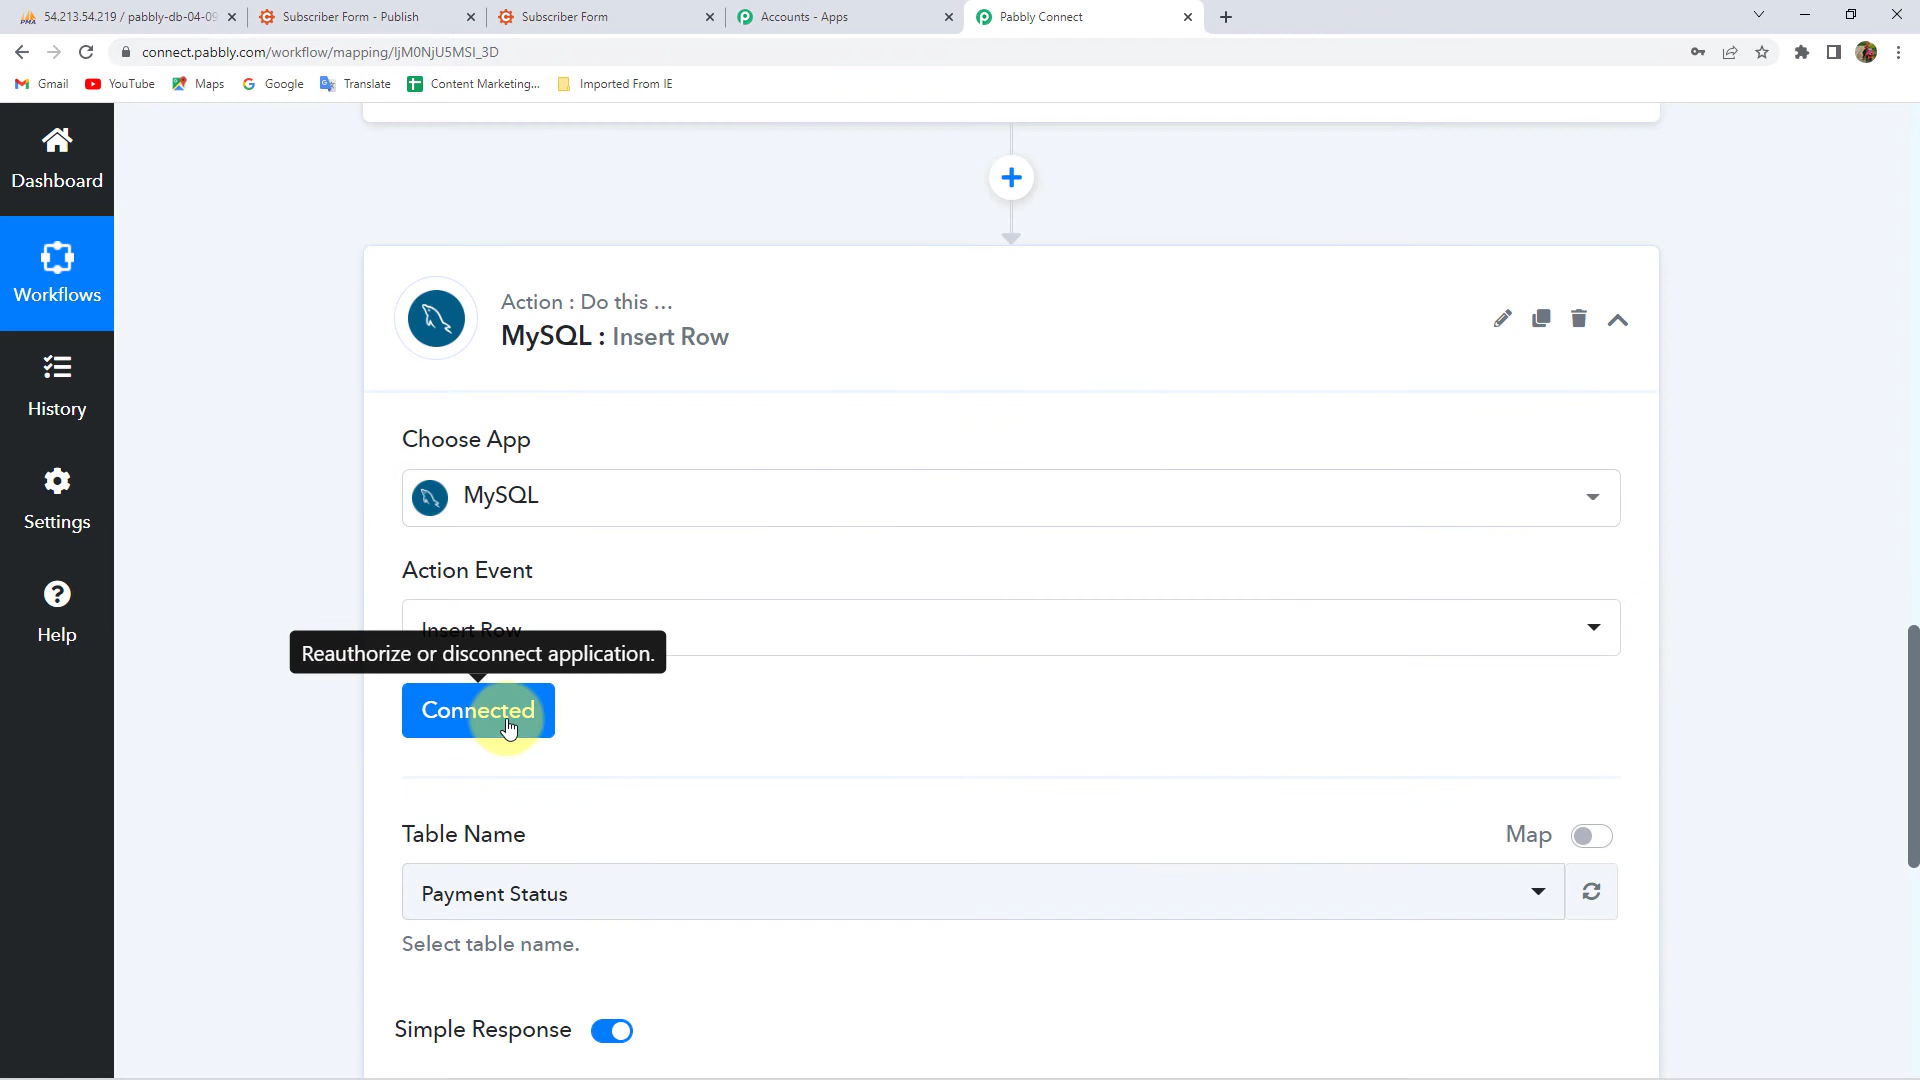 54.213.54.219 / pabbly-db-04-09
Subscriber Form - Publish
Subscriber Form
Accounts - Apps
Pabbly Connect
connect.pabbly.com/workflow/mapping/IjM0NjU5MSI_3D
Gmail
YouTube
Maps
Google
Translate
Content Marketing...
Imported From IE
Dashboard
Workflows
History
Settings
Help
Action : Do this ...
MySQL : Insert Row
Choose App
MySQL
Action Event
Insert Row
Reauthorize or disconnect application.
Connected
Table Name
Map
Payment Status
Select table name.
Simple Response